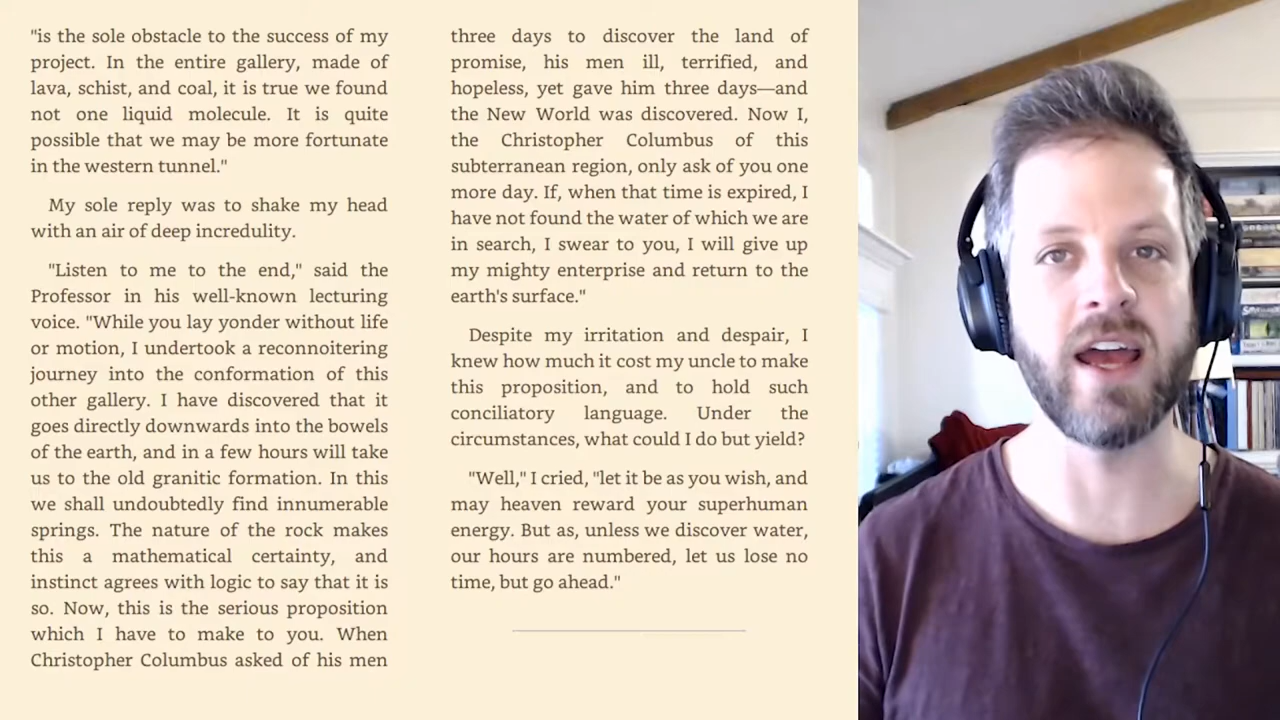 "is the sole obstacle to the success of my
project. In the entire gallery, made of
lava, schist, and coal, it is true we found
not one liquid molecule. It is quite
possible that we may be more fortunate
in the western tunnel."
My sole reply was to shake my head
with an air of deep incredulity.
"Listen to me to the end," said the
Professor in his well-known lecturing
voice. "While you lay yonder without life
or motion, I undertook a reconnoitering
journey into the conformation of this
other gallery. I have discovered that it
goes directly downwards into the bowels
of the earth, and in a few hours will take
us to the old granitic formation. In this
we shall undoubtedly find innumerable
springs. The nature of the rock makes
this a mathematical certainty, and
instinct agrees with logic to say that it is
so. Now, this is the serious proposition
which I have to make to you. When
Christopher Columbus asked of his men
three days to discover the land of
promise, his men ill, terrified, and
hopeless, yet gave him three days—and
the New World was discovered. Now I,
the Christopher Columbus of this
subterranean region, only ask of you one
more day. If, when that time is expired, I
have not found the water of which we are
in search, I swear to you, I will give up
my mighty enterprise and return to the
earth's surface."
Despite my irritation and despair, I
knew how much it cost my uncle to make
this proposition, and to hold such
conciliatory language. Under the
circumstances, what could I do but yield?
"Well," I cried, "let it be as you wish, and
may heaven reward your superhuman
energy. But as, unless we discover water,
our hours are numbered, let us lose no
time, but go ahead."